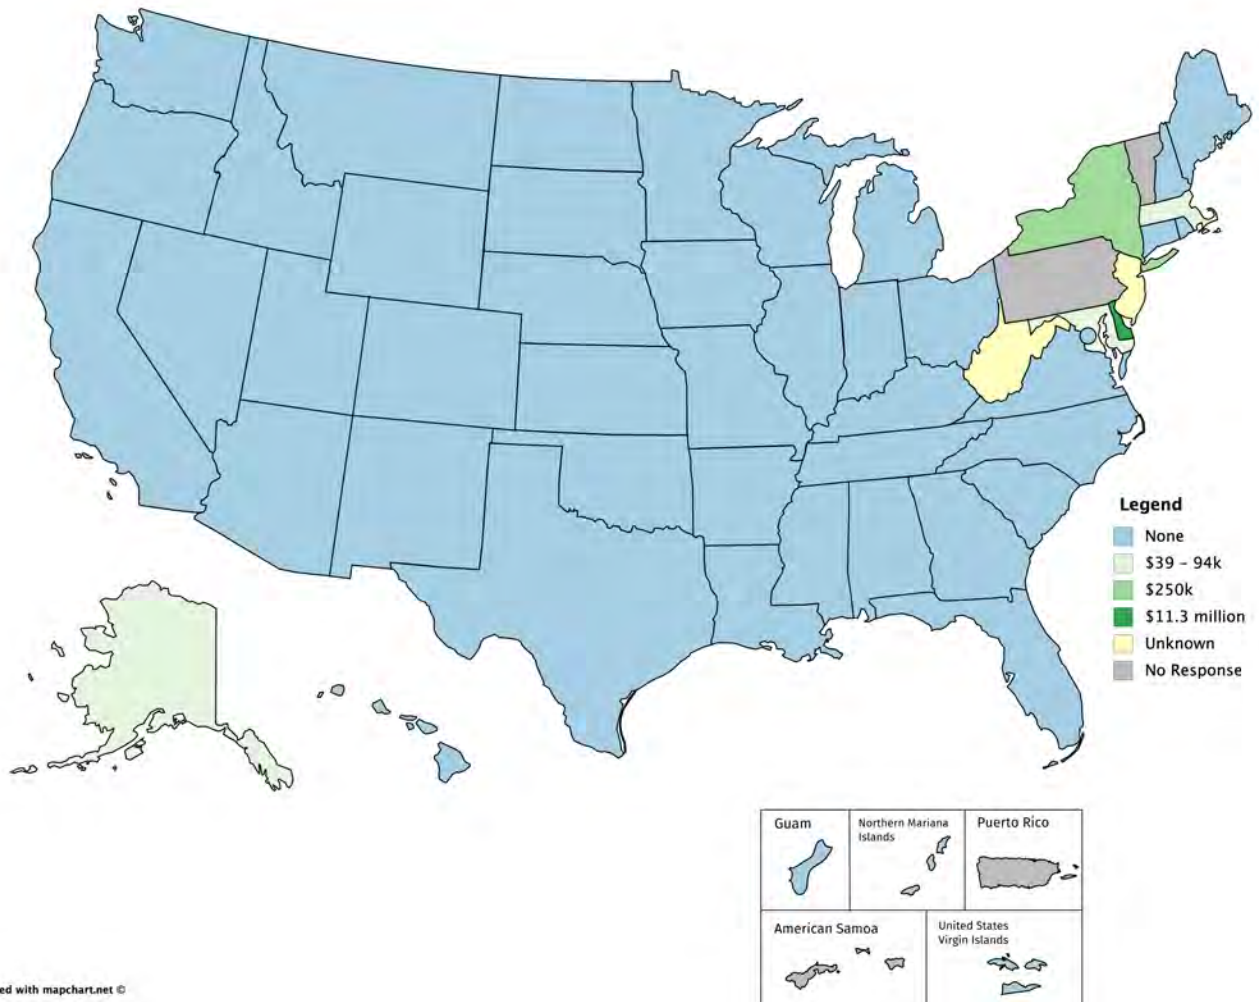 Legend
None
$39 – 94k
$250k
$11.3 million
Unknown
No Response
Guam
Northern Mariana
Islands
Puerto Rico
American Samoa
United States
Virgin Islands
ed with mapchart.net ©